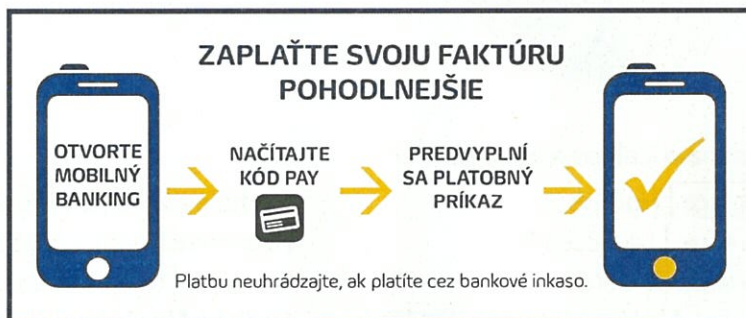 ZAPLAŤTE SVOJU FAKTÚRU
POHODLNEJŠIE
OTVORTE
MOBILNÝ
BANKING
NAČÍTAJTE
KÓD PAY
PREDVYPLNÍ
SA PLATOBNÝ
PRÍKAZ
Platbu neuhrádzajte, ak platíte cez bankové inkaso.